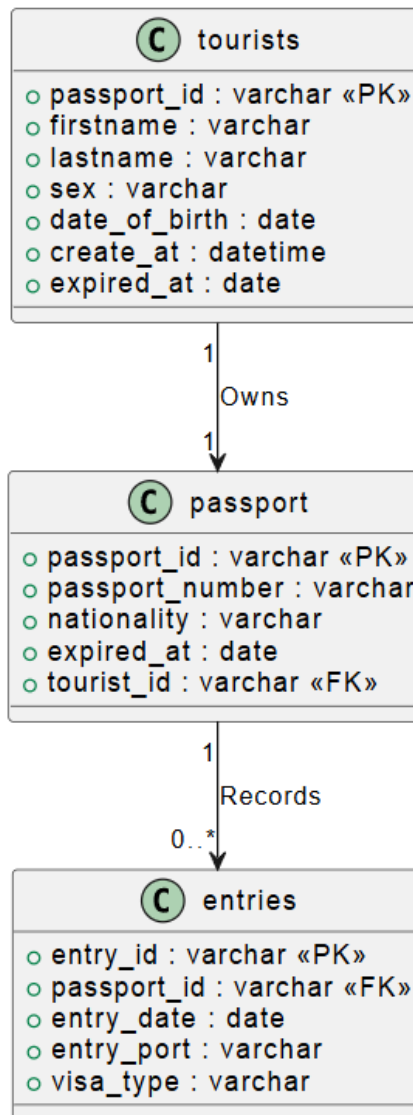 C tourists
passport_id : varchar «PK»
firstname : varchar
lastname : varchar
sex : varchar
date_of_birth : date
create_at : datetime
expired_at : date
1
Owns
1
C passport
passport_id : varchar «PK»
passport_number : varchar
nationality : varchar
expired_at : date
tourist_id : varchar «FK»
1
Records
0..*
C entries
entry_id : varchar «PK»
passport_id : varchar «FK»
entry_date : date
entry_port : varchar
visa_type : varchar